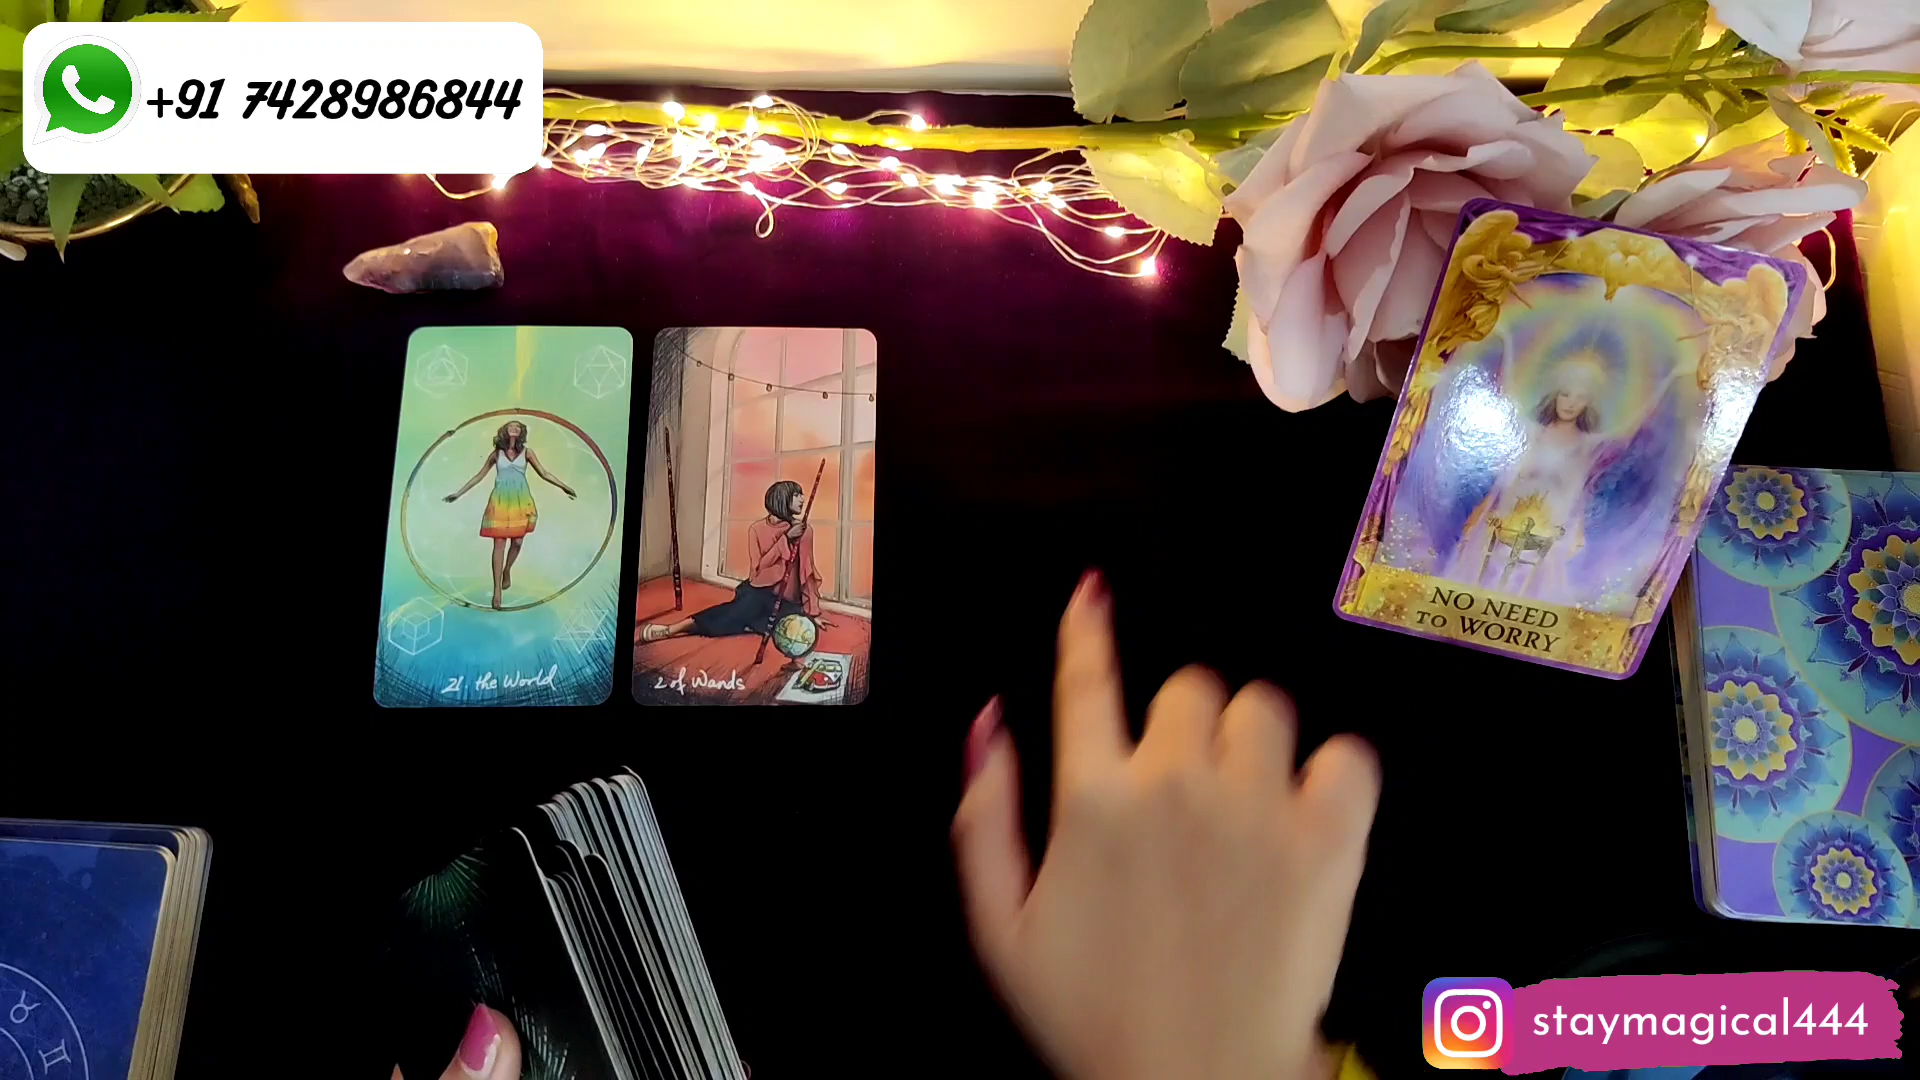 +91 7428986844
21. the World
2 of Wands
NO NEED
TO WORRY
staymagical444